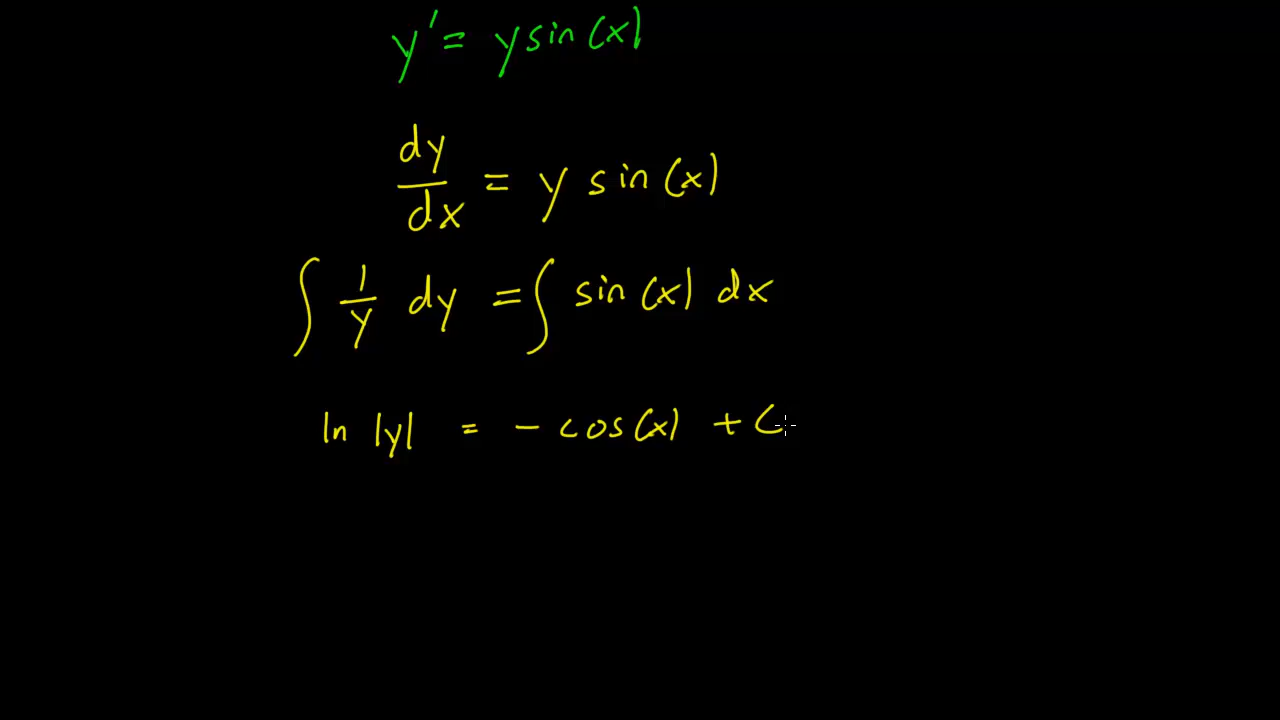 y' = y sin(x)
dy/dx = y sin(x)
∫ 1/y dy = ∫ sin(x) dx
ln |y| = - cos(x) + C